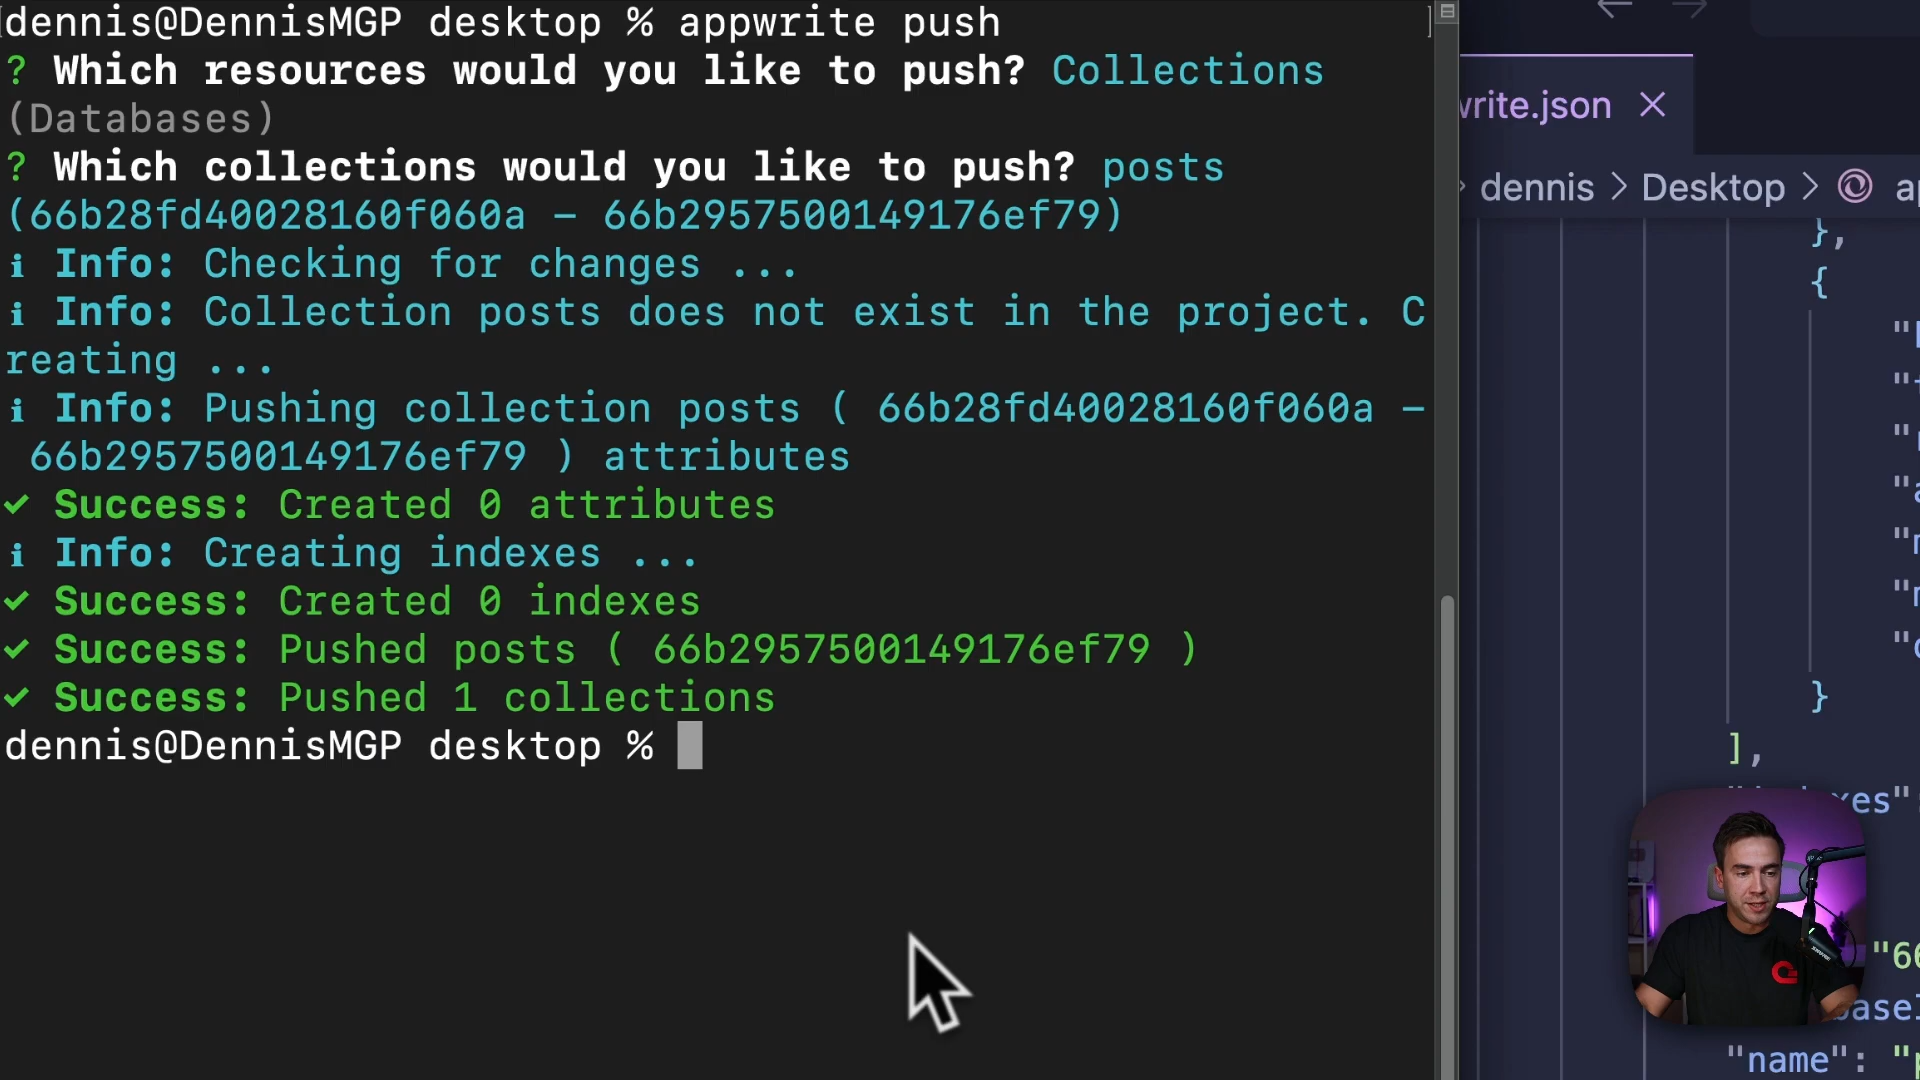 dennis@DennisMGP desktop % appwrite push
? Which resources would you like to push? Collections
(Databases)
? Which collections would you like to push? posts
(66b28fd40028160f060a – 66b2957500149176ef79)
ℹ Info: Checking for changes ...
ℹ Info: Collection posts does not exist in the project. C
reating ...
ℹ Info: Pushing collection posts ( 66b28fd40028160f060a –
66b2957500149176ef79 ) attributes
✓ Success: Created 0 attributes
ℹ Info: Creating indexes ...
✓ Success: Created 0 indexes
✓ Success: Pushed posts ( 66b2957500149176ef79 )
✓ Success: Pushed 1 collections
dennis@DennisMGP desktop %
write.json
dennis > Desktop >
},
{
}
],
"66
"name": "p